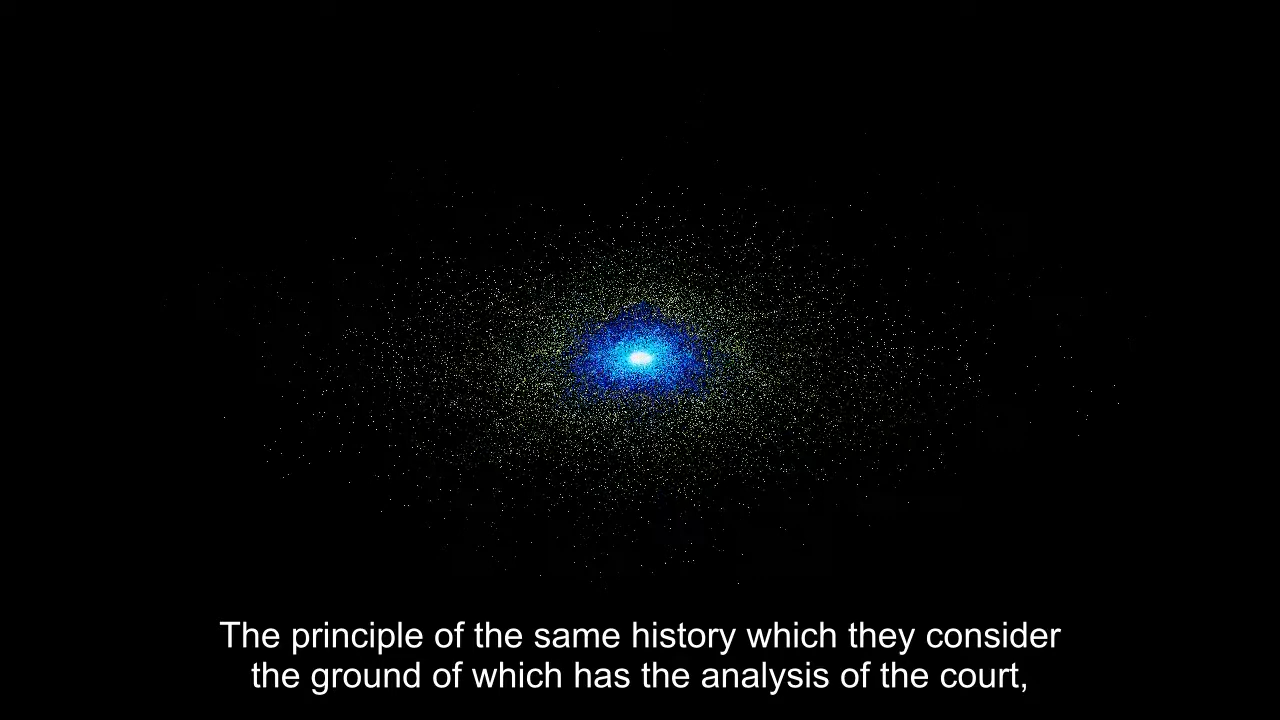 The principle of the same history which they consider
the ground of which has the analysis of the court,